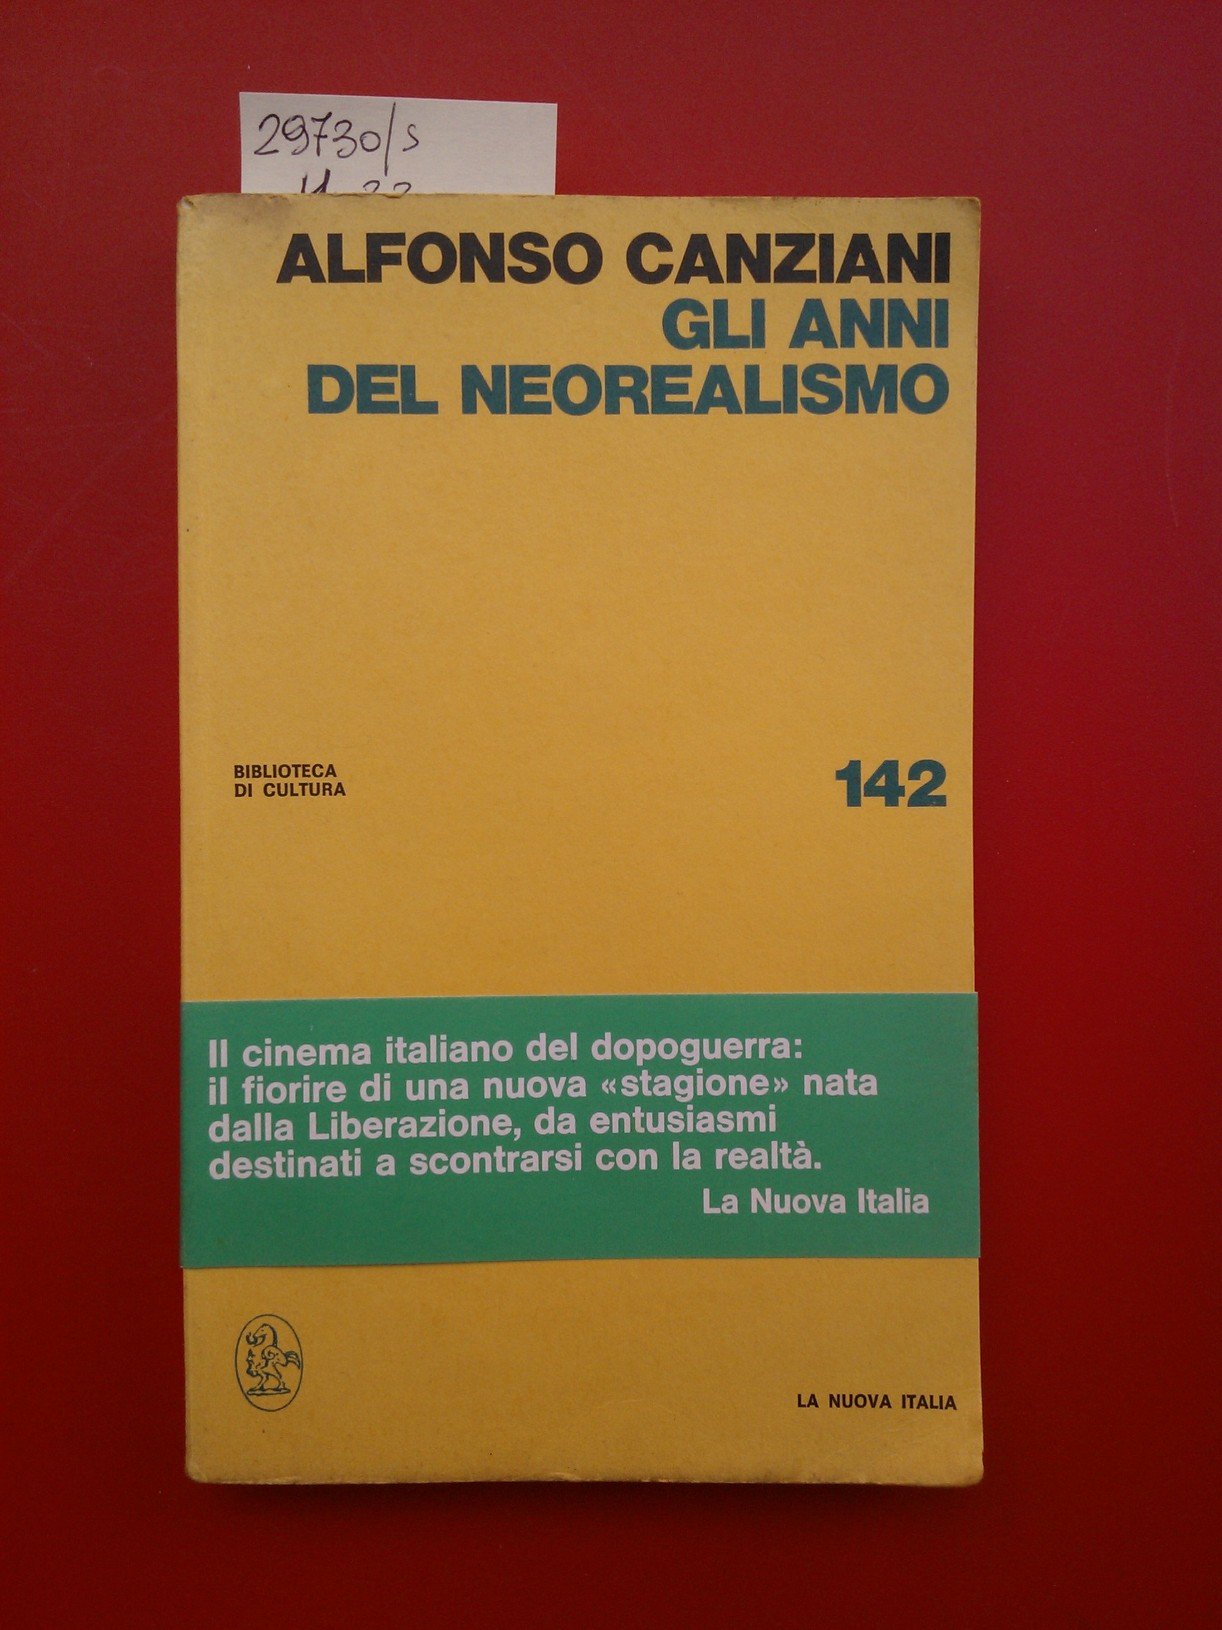 29730/s
ALFONSO CANZIANI
GLI ANNI
DEL NEOREALISMO
BIBLIOTECA
DI CULTURA
142
Il cinema italiano del dopoguerra:
il fiorire di una nuova «stagione» nata
dalla Liberazione, da entusiasmi
destinati a scontrarsi con la realtà.
La Nuova Italia
LA NUOVA ITALIA